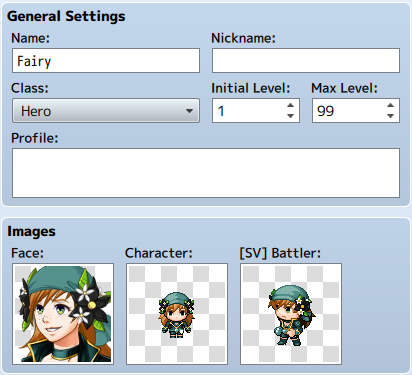 General Settings
Name: Nickname:
Fairy
Class: Initial Level: Max Level:
Hero 1 99
Profile:
Images
Face: Character: [SV] Battler: